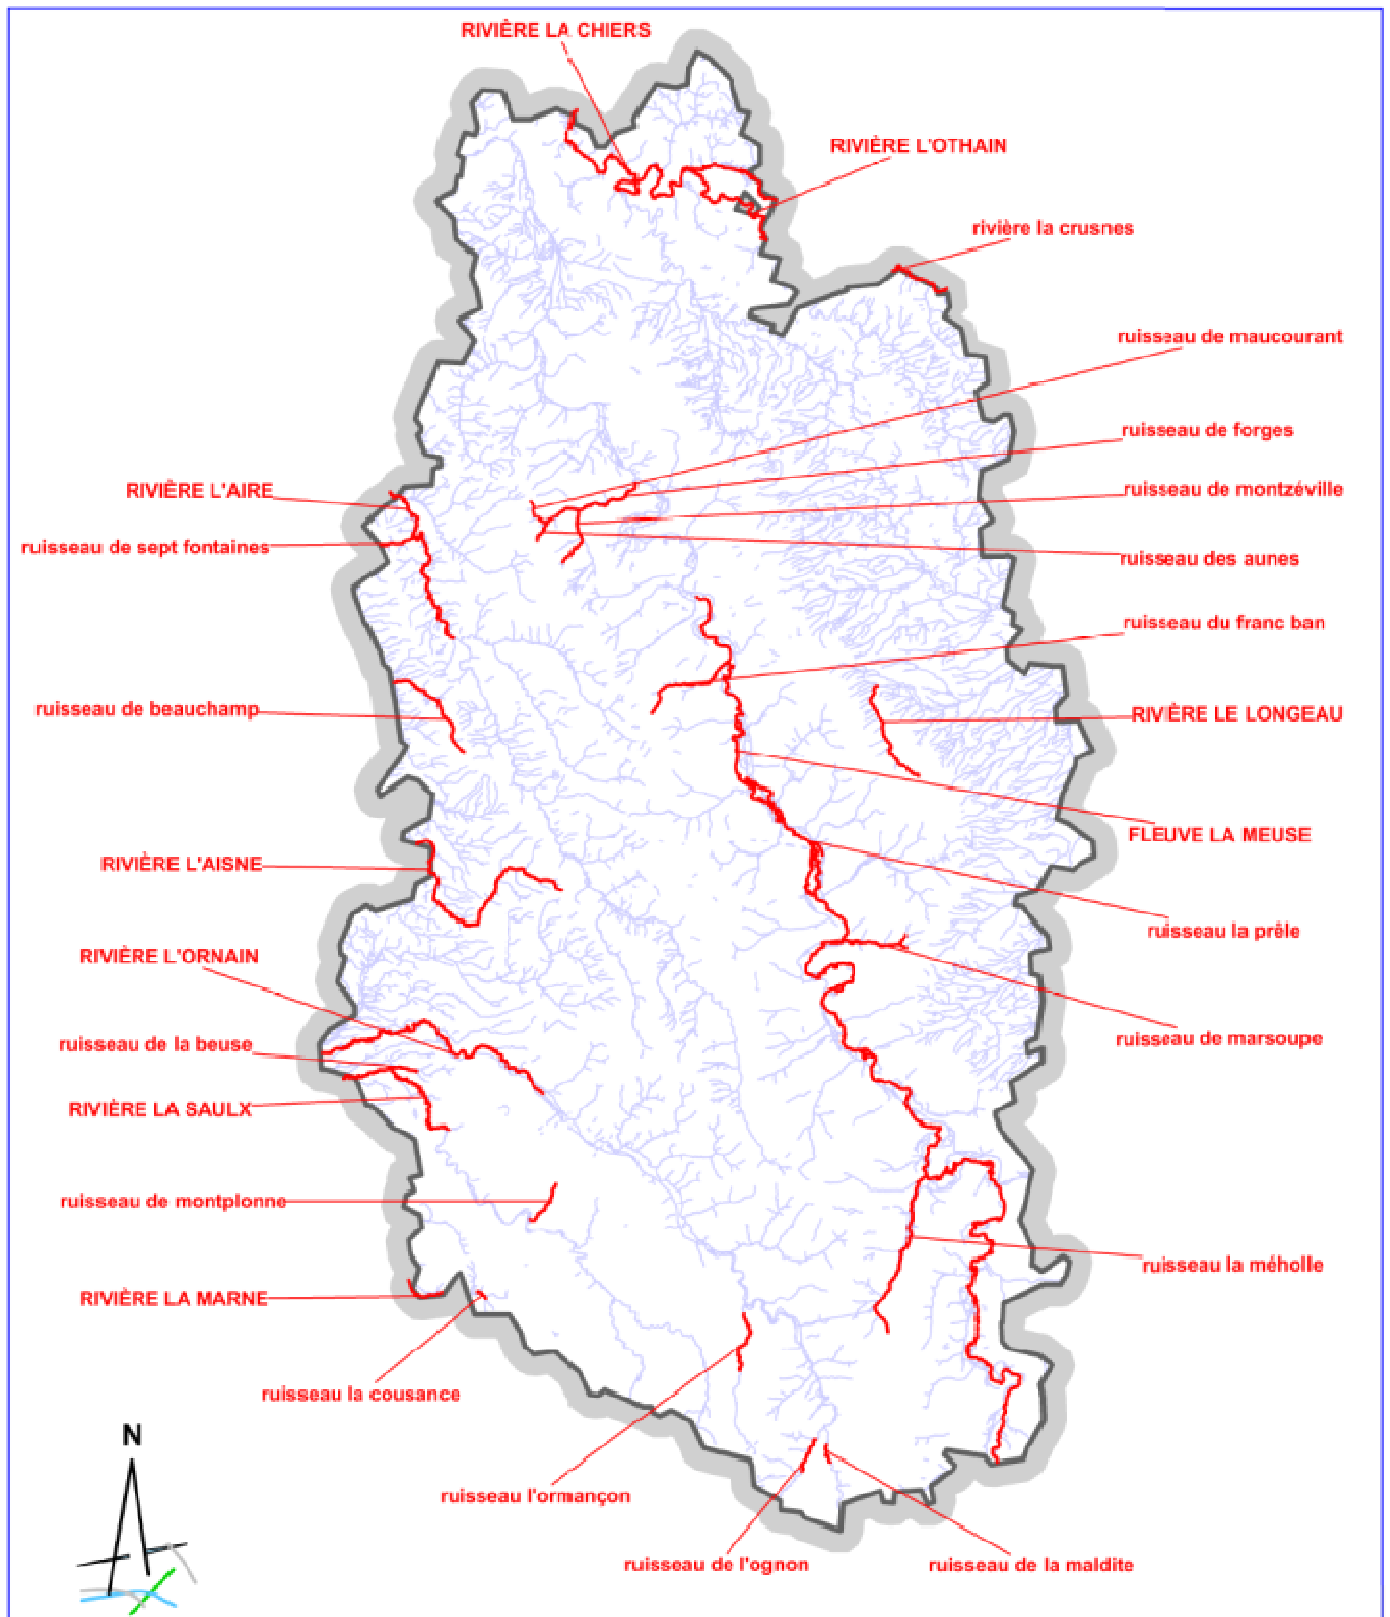 RIVIÈRE LA CHIERS
RIVIÈRE L'OTHAIN
rivière la crusnes
ruisseau de maucourant
ruisseau de forges
RIVIÈRE L'AIRE
ruisseau de montzéville
ruisseau de sept fontaines
ruisseau des aunes
ruisseau du franc ban
ruisseau de beauchamp
RIVIÈRE LE LONGEAU
FLEUVE LA MEUSE
RIVIÈRE L'AISNE
ruisseau la prêle
RIVIÈRE L'ORNAIN
ruisseau de marsoupe
ruisseau de la beuse
RIVIÈRE LA SAULX
ruisseau de montplonne
ruisseau la méholle
RIVIÈRE LA MARNE
ruisseau la cousance
N
ruisseau l'ormançon
ruisseau de l'ognon
ruisseau de la maldite